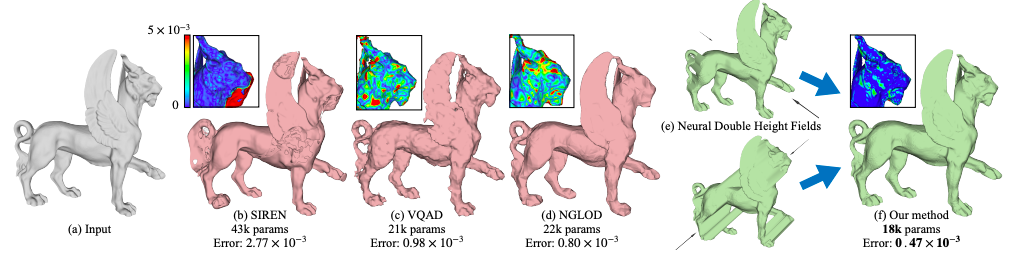 5 × 10⁻³
0
(a) Input
(b) SIREN
43k params
Error: 2.77 × 10⁻³
(c) VQAD
21k params
Error: 0.98 × 10⁻³
(d) NGLOD
22k params
Error: 0.80 × 10⁻³
(e) Neural Double Height Fields
(f) Our method
18k params
Error: 0.47 × 10⁻³